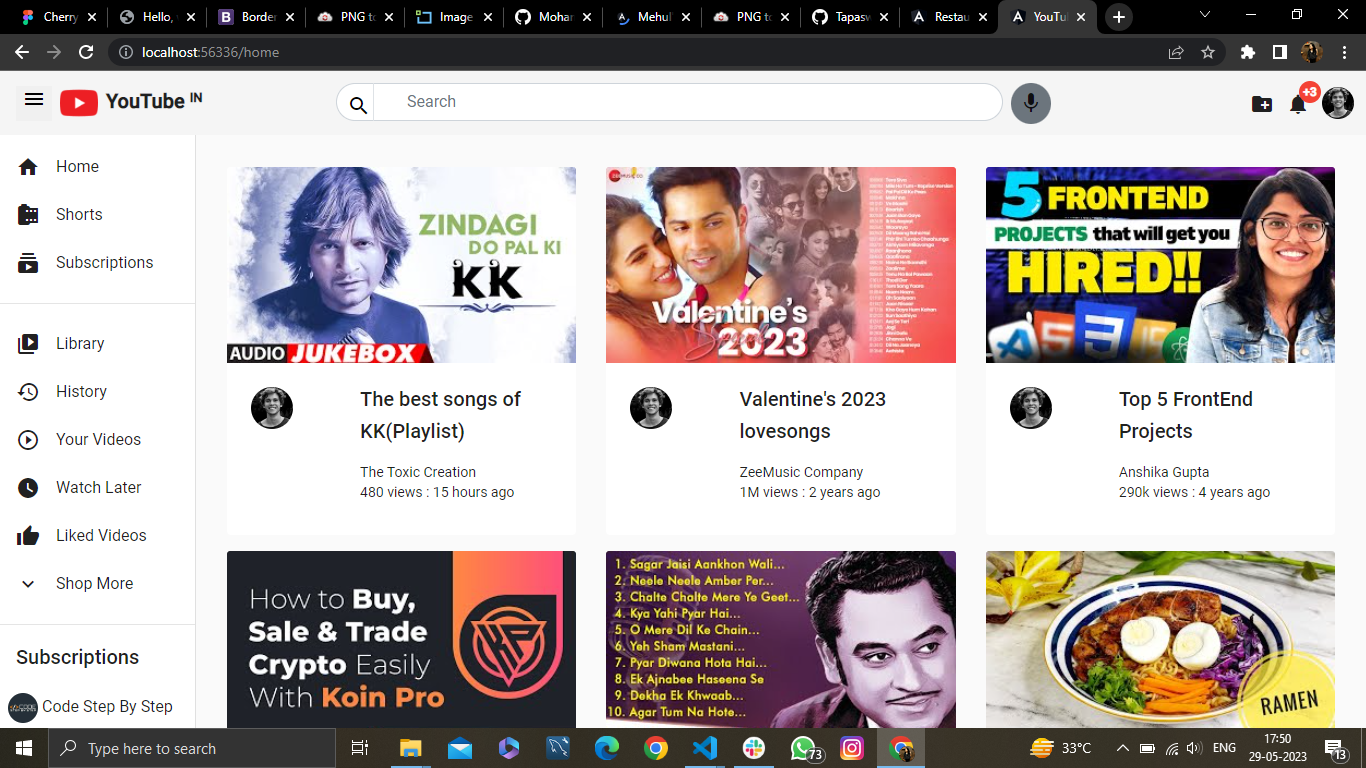 Cherry
Hello,
Border
PNG to
Image
Mohar
Mehul
PNG to
Tapasw
Restau
YouTu
localhost:56336/home
YouTube IN
Search
+3
Home
Shorts
Subscriptions
Library
History
Your Videos
Watch Later
Liked Videos
Shop More
Subscriptions
Code Step By Step
ZINDAGI
DO PAL KI
KK
AUDIO JUKEBOX
The best songs of
KK(Playlist)
The Toxic Creation
480 views : 15 hours ago
Valentine's
Special
2023
Valentine's 2023
lovesongs
ZeeMusic Company
1M views : 2 years ago
5 FRONTEND
PROJECTS that will get you
HIRED!!
Top 5 FrontEnd
Projects
Anshika Gupta
290k views : 4 years ago
How to Buy,
Sale & Trade
Crypto Easily
With Koin Pro
1. Sagar Jaisi Aankhon Wali...
2. Neele Neele Amber Per...
3. Chalte Chalte Mere Ye Geet...
4. Kya Yahi Pyar Hai...
5. O Mere Dil Ke Chain...
6. Yeh Sham Mastani...
7. Pyar Diwana Hota Hai...
8. Ek Ajnabee Haseena Se
9. Dekha Ek Khwaab...
10. Agar Tum Na Hote...
RAMEN
Type here to search
73
33°C
ENG
17:50
29-05-2023
13